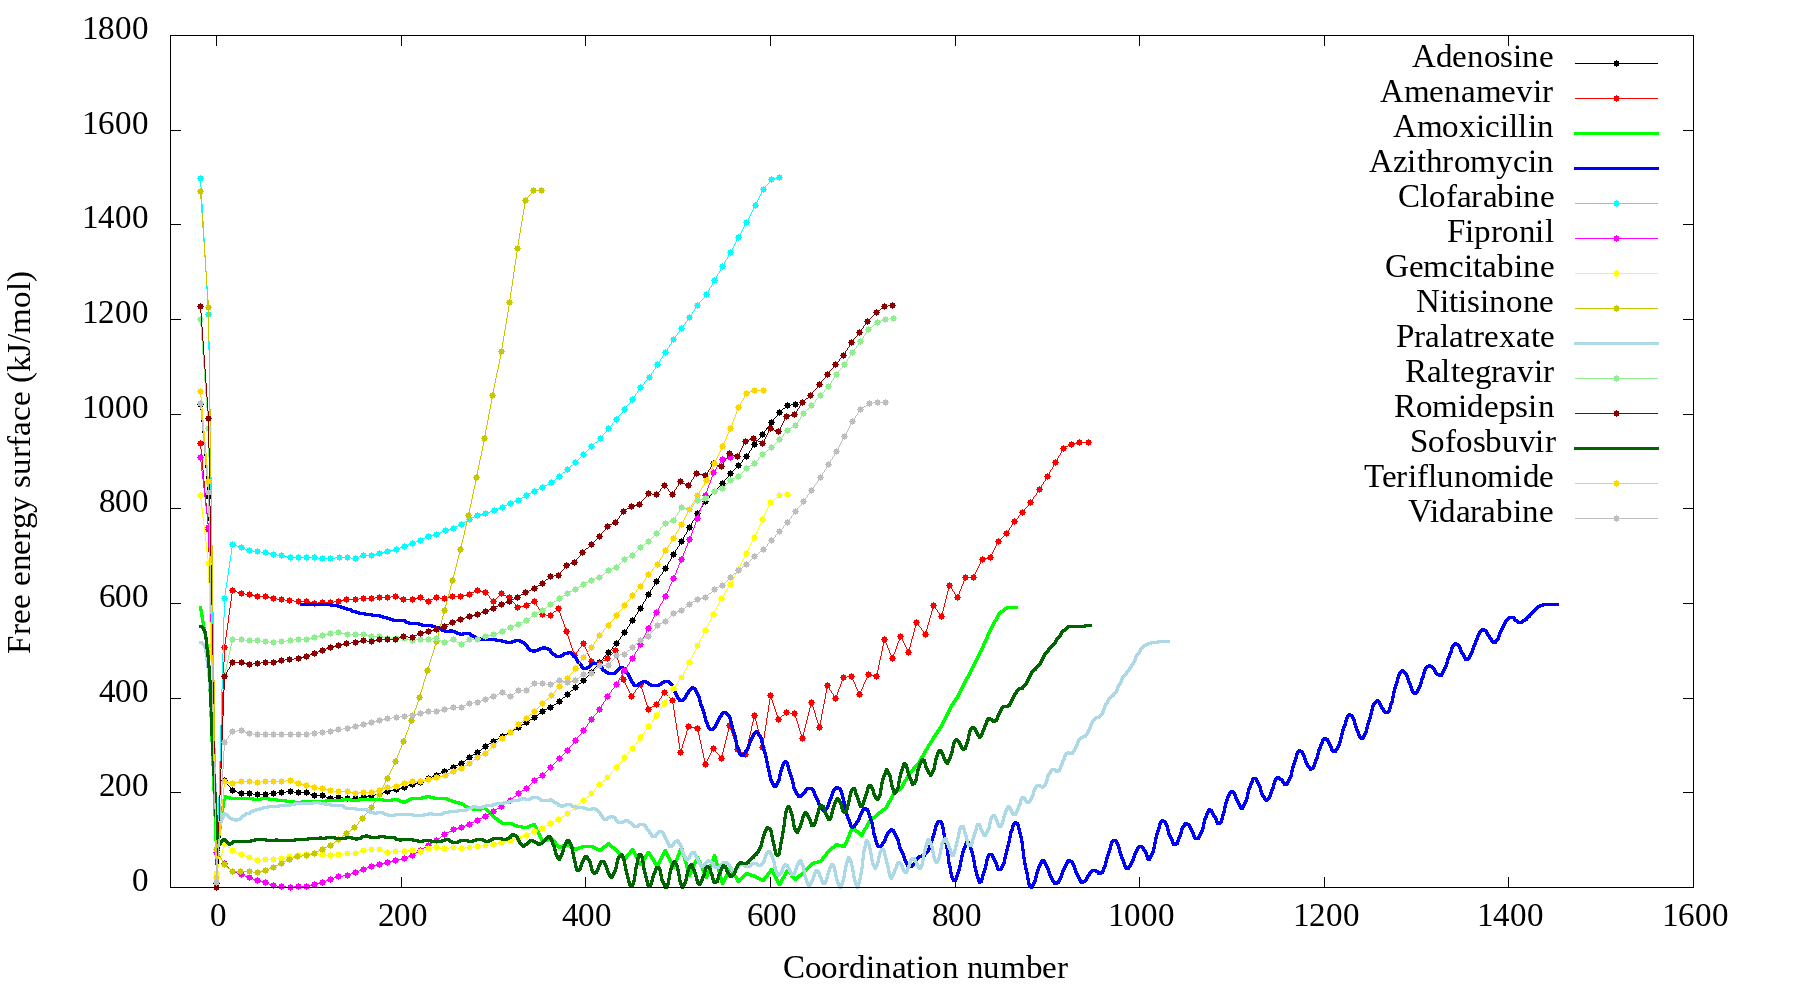 1800
1600
1400
1200
1000
800
600
400
200
0
Free energy surface (kJ/mol)
Adenosine
Amenamevir
Amoxicillin
Azithromycin
Clofarabine
Fipronil
Gemcitabine
Nitisinone
Pralatrexate
Raltegravir
Romidepsin
Sofosbuvir
Teriflunomide
Vidarabine
0 200 400 600 800 1000 1200 1400 1600
Coordination number